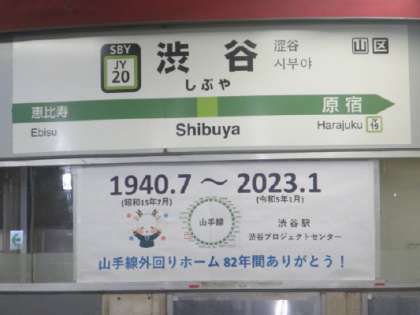 SBY
JY
20
渋谷
しぶや
Shibuya
涩谷
시부야
山区
恵比寿
Ebisu
原宿
Harajuku
JY
19
1940.7 ～ 2023.1
(昭和15年7月)
(令和5年1月)
山手線
渋谷駅
渋谷プロジェクトセンター
山手線外回りホーム 82年間ありがとう！